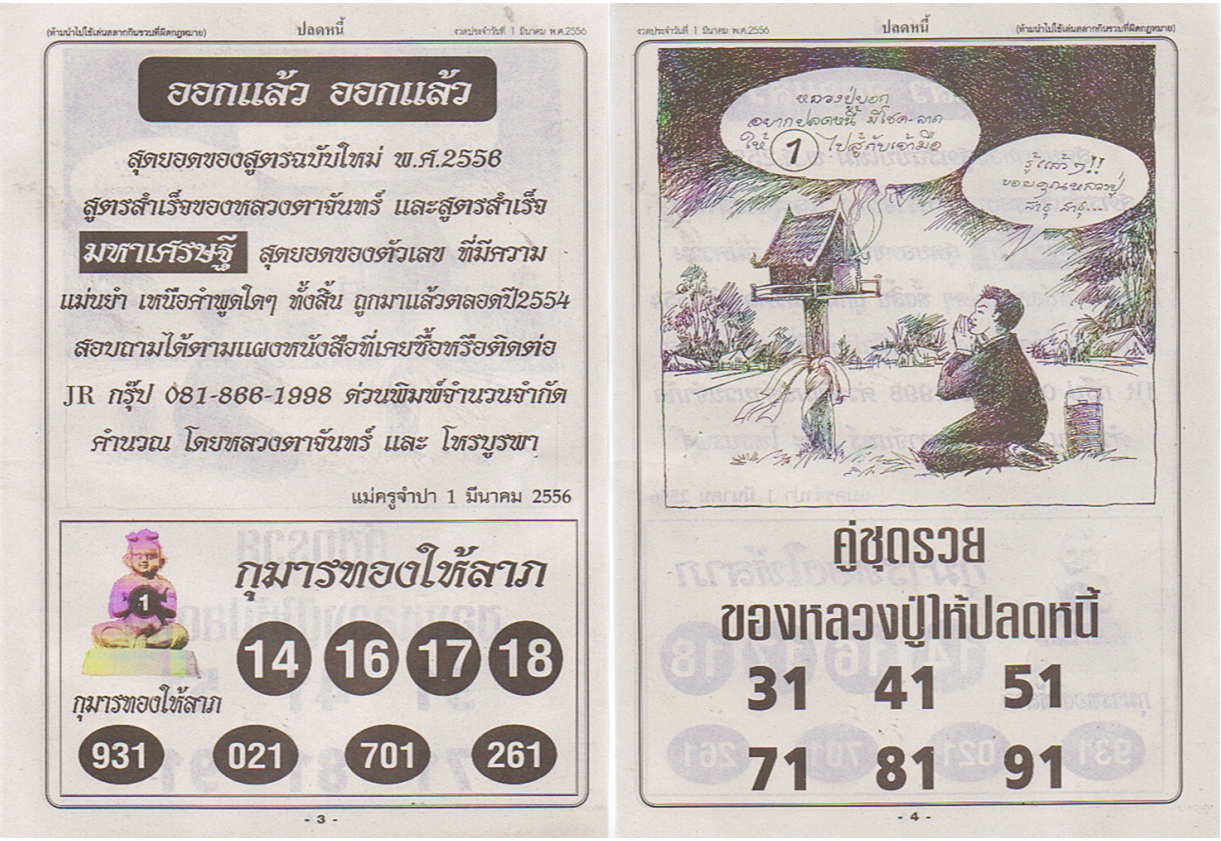 (ห้ามนำไปใช้เล่นสลากกินรวบที่ผิดกฎหมาย) ปลดหนี้ งวดประจำวันที่ 1 มีนาคม พ.ศ.2556
ออกแล้ว ออกแล้ว
สุดยอดของสูตรฉบับใหม่ พ.ศ.2556
สูตรสำเร็จของหลวงตาจันทร์ และสูตรสำเร็จ
มหาเศรษฐี สุดยอดของตัวเลข ที่มีความ
แม่นยำ เหนือคำพูดใดๆ ทั้งสิ้น ถูกมาแล้วตลอดปี2554
สอบถามได้ตามแผงหนังสือที่เคยซื้อหรือติดต่อ
JR กรุ๊ป 081-866-1998 ด่วนพิมพ์จำนวนจำกัด
คำนวณ โดยหลวงตาจันทร์ และ โหรบูรพา
แม่ครูจำปา 1 มีนาคม 2556
กุมารทองให้ลาภ
1
14 16 17 18
กุมารทองให้ลาภ
931 021 701 261
- 3 -
งวดประจำวันที่ 1 มีนาคม พ.ศ.2556 ปลดหนี้ (ห้ามนำไปใช้เล่นสลากกินรวบที่ผิดกฎหมาย)
หลวงปู่บอก
อยากปลดหนี้ มีโชค-ลาภ
ให้ 1 ไปสู้กับเจ้ามือ
รู้แล้วๆ!!
ขอบคุณหลวงปู่
สาธุ สาธุ...
คู่ชุดรวย
ของหลวงปู่ให้ปลดหนี้
31 41 51
71 81 91
- 4 -